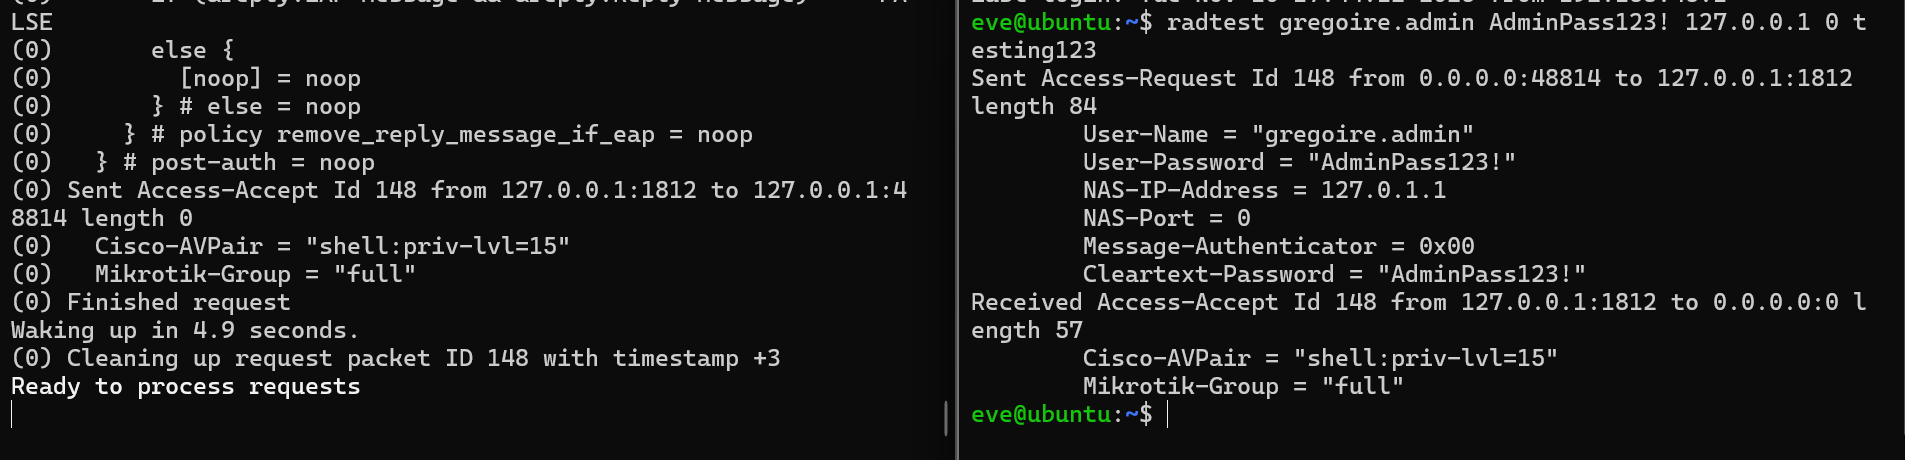 LSE
(0)       else {
(0)         [noop] = noop
(0)       } # else = noop
(0)     } # policy remove_reply_message_if_eap = noop
(0)   } # post-auth = noop
(0) Sent Access-Accept Id 148 from 127.0.0.1:1812 to 127.0.0.1:4
8814 length 0
(0)   Cisco-AVPair = "shell:priv-lvl=15"
(0)   Mikrotik-Group = "full"
(0) Finished request
Waking up in 4.9 seconds.
(0) Cleaning up request packet ID 148 with timestamp +3
Ready to process requests
eve@ubuntu:~$ radtest gregoire.admin AdminPass123! 127.0.0.1 0 t
esting123
Sent Access-Request Id 148 from 0.0.0.0:48814 to 127.0.0.1:1812
length 84
        User-Name = "gregoire.admin"
        User-Password = "AdminPass123!"
        NAS-IP-Address = 127.0.1.1
        NAS-Port = 0
        Message-Authenticator = 0x00
        Cleartext-Password = "AdminPass123!"
Received Access-Accept Id 148 from 127.0.0.1:1812 to 0.0.0.0:0 l
ength 57
        Cisco-AVPair = "shell:priv-lvl=15"
        Mikrotik-Group = "full"
eve@ubuntu:~$